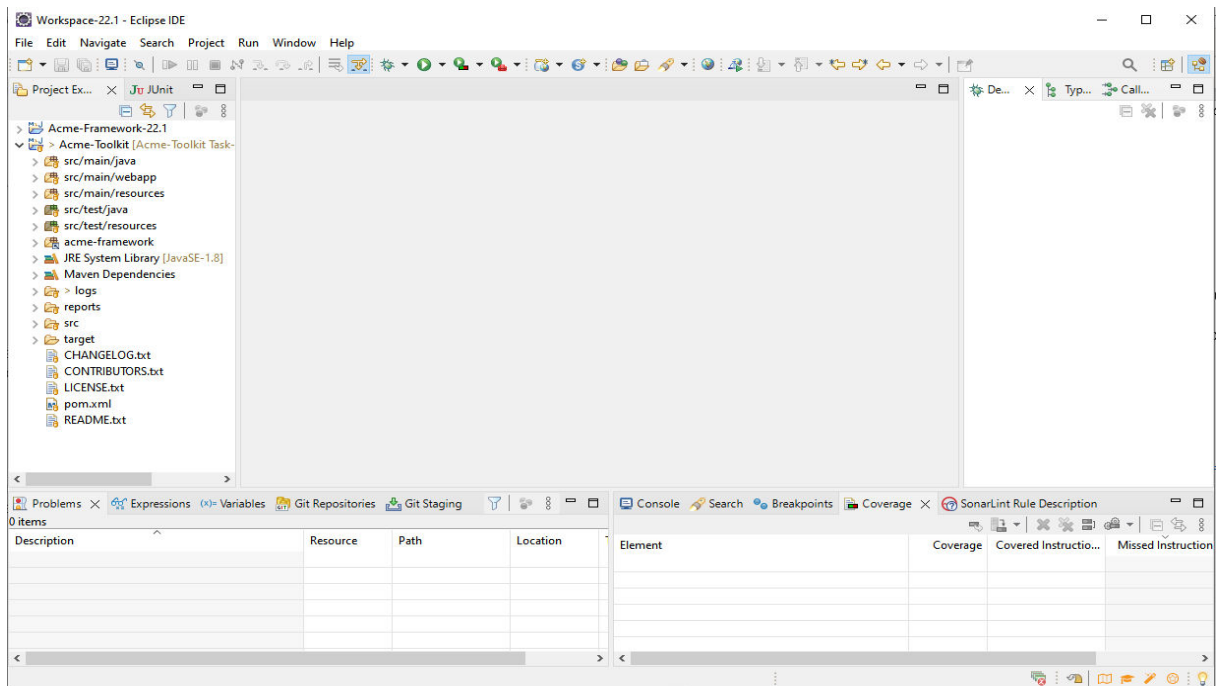 Workspace-22.1 - Eclipse IDE
File Edit Navigate Search Project Run Window Help
Project Ex... JUnit
De... Typ... Call...
Acme-Framework-22.1
> Acme-Toolkit [Acme-Toolkit Task-
src/main/java
src/main/webapp
src/main/resources
src/test/java
src/test/resources
acme-framework
JRE System Library [JavaSE-1.8]
Maven Dependencies
> logs
reports
src
target
CHANGELOG.txt
CONTRIBUTORS.txt
LICENSE.txt
pom.xml
README.txt
Problems Expressions (x)= Variables Git Repositories Git Staging
0 items
Description Resource Path Location
Console Search Breakpoints Coverage SonarLint Rule Description
Element Coverage Covered Instructio... Missed Instruction